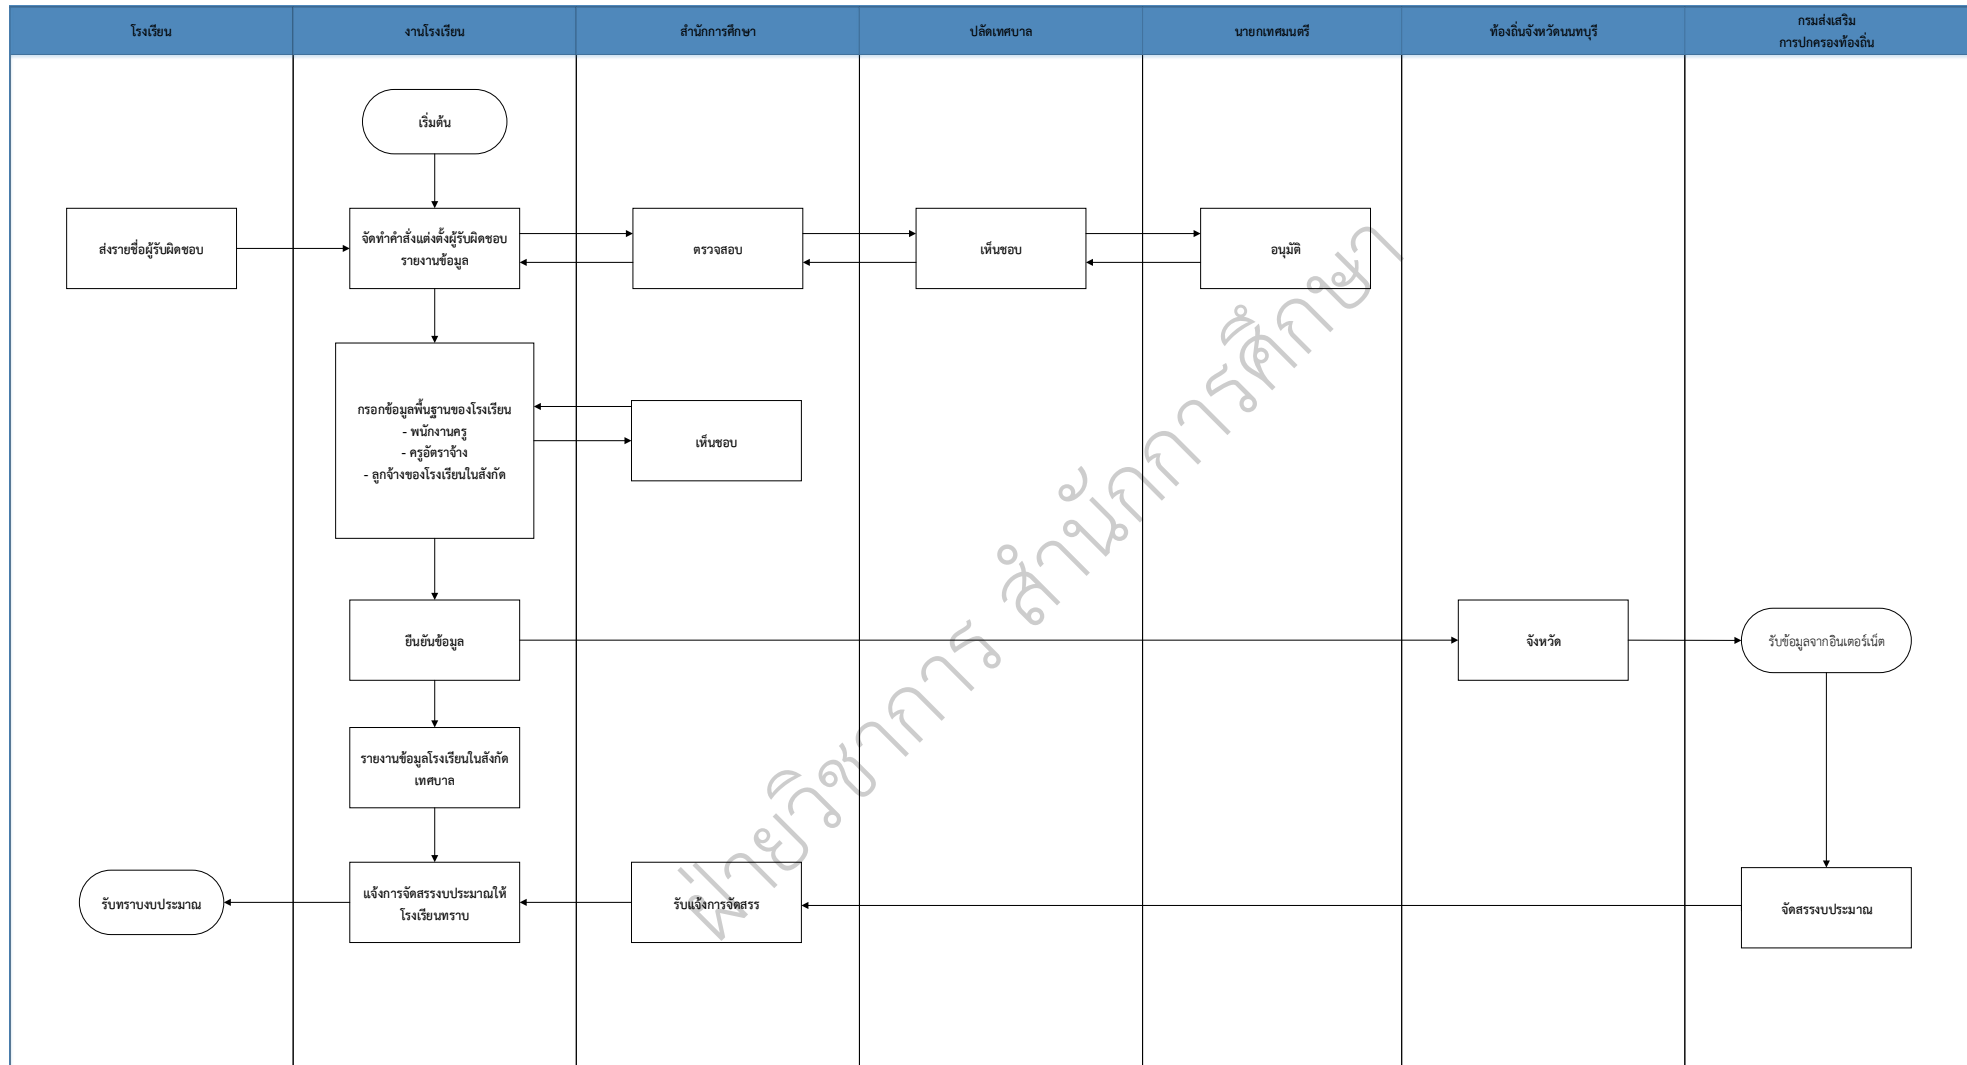 โรงเรียน
งานโรงเรียน
สำนักการศึกษา
ปลัดเทศบาล
นายกเทศมนตรี
ท้องถิ่นจังหวัดนนทบุรี
กรมส่งเสริม
การปกครองท้องถิ่น
เริ่มต้น
ส่งรายชื่อผู้รับผิดชอบ
จัดทำคำสั่งแต่งตั้งผู้รับผิดชอบ
รายงานข้อมูล
ตรวจสอบ
เห็นชอบ
อนุมัติ
กรอกข้อมูลพื้นฐานของโรงเรียน
- พนักงานครู
- ครูอัตราจ้าง
- ลูกจ้างของโรงเรียนในสังกัด
เห็นชอบ
ยืนยันข้อมูล
จังหวัด
รับข้อมูลจากอินเตอร์เน็ต
รายงานข้อมูลโรงเรียนในสังกัด
เทศบาล
รับทราบงบประมาณ
แจ้งการจัดสรรงบประมาณให้
โรงเรียนทราบ
รับแจ้งการจัดสรร
จัดสรรงบประมาณ
ฝ่ายวิชาการ สำนักการศึกษา